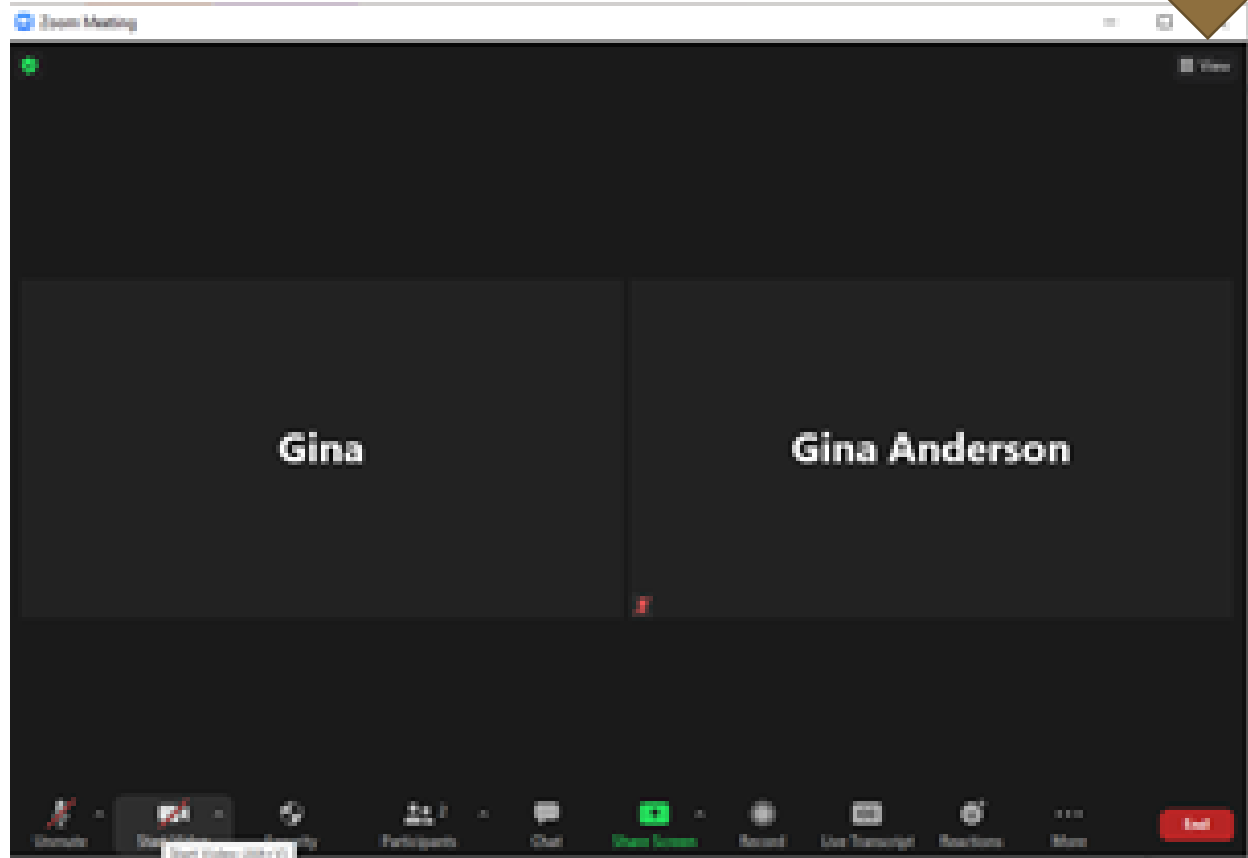 Zoom Meeting
View
Gina
Gina Anderson
Unmute
Start Video
Participants 2
Chat
Share Screen
Record
Live Transcript
Reactions
More
End